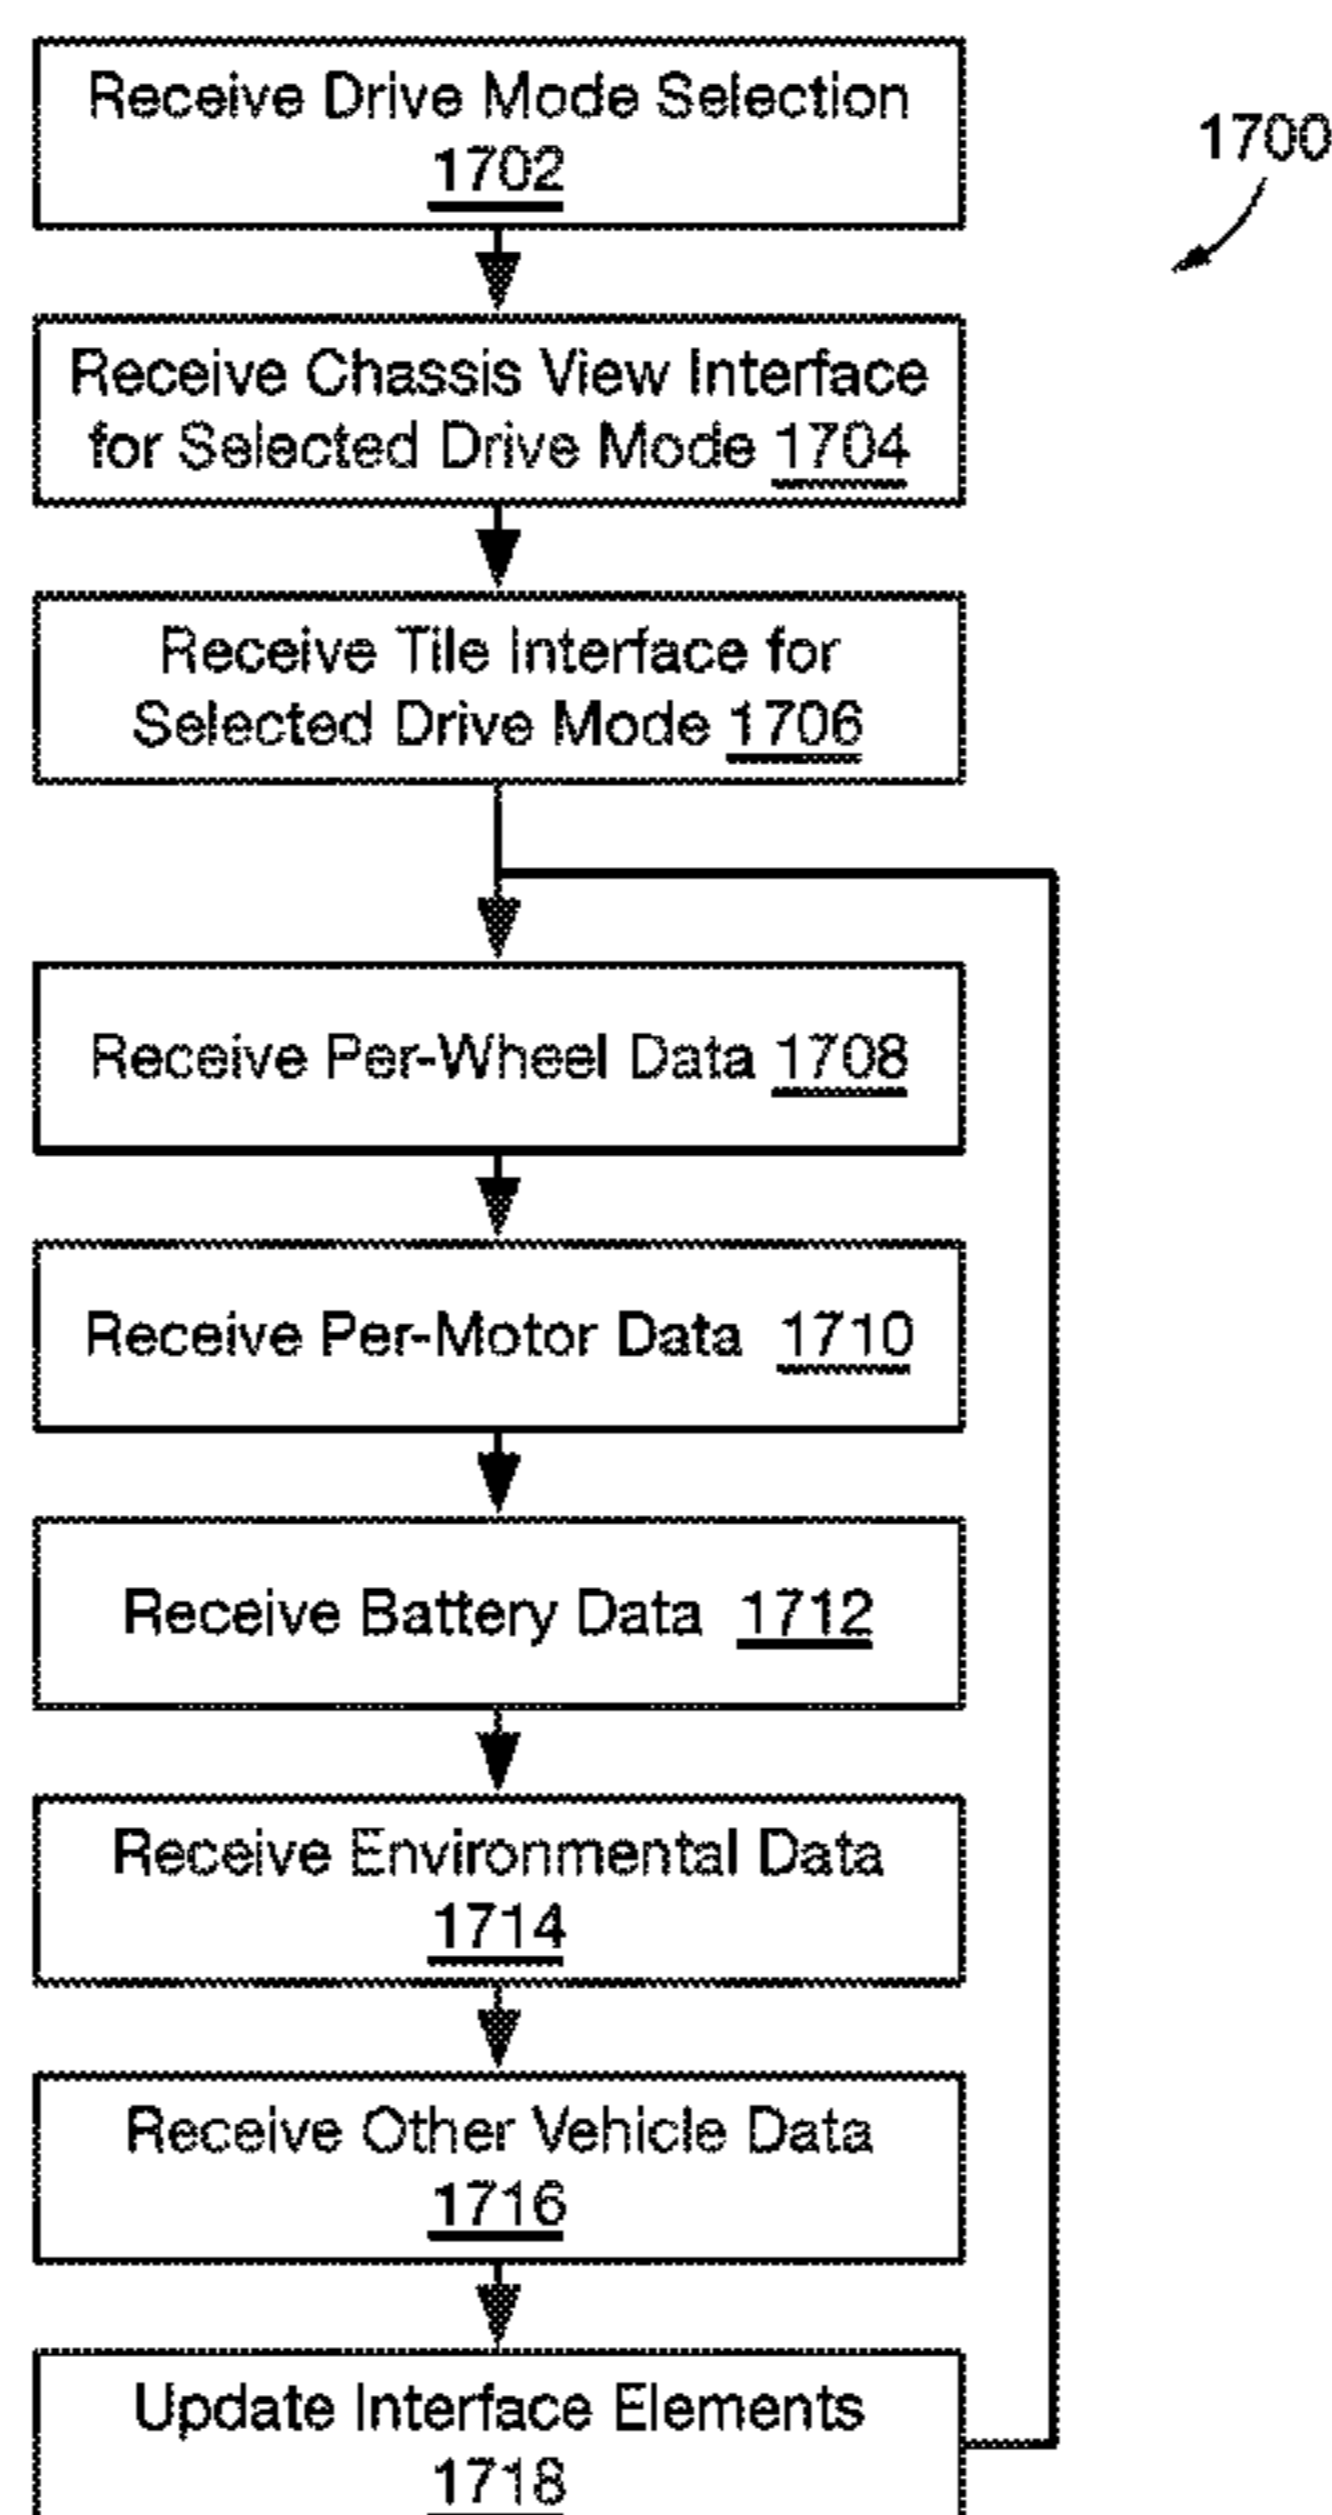 Receive Drive Mode Selection
1702
1700
Receive Chassis View Interface
for Selected Drive Mode 1704
Receive Tile Interface for
Selected Drive Mode 1706
Receive Per-Wheel Data 1708
Receive Per-Motor Data 1710
Receive Battery Data 1712
Receive Environmental Data
1714
Receive Other Vehicle Data
1716
Update Interface Elements
1718